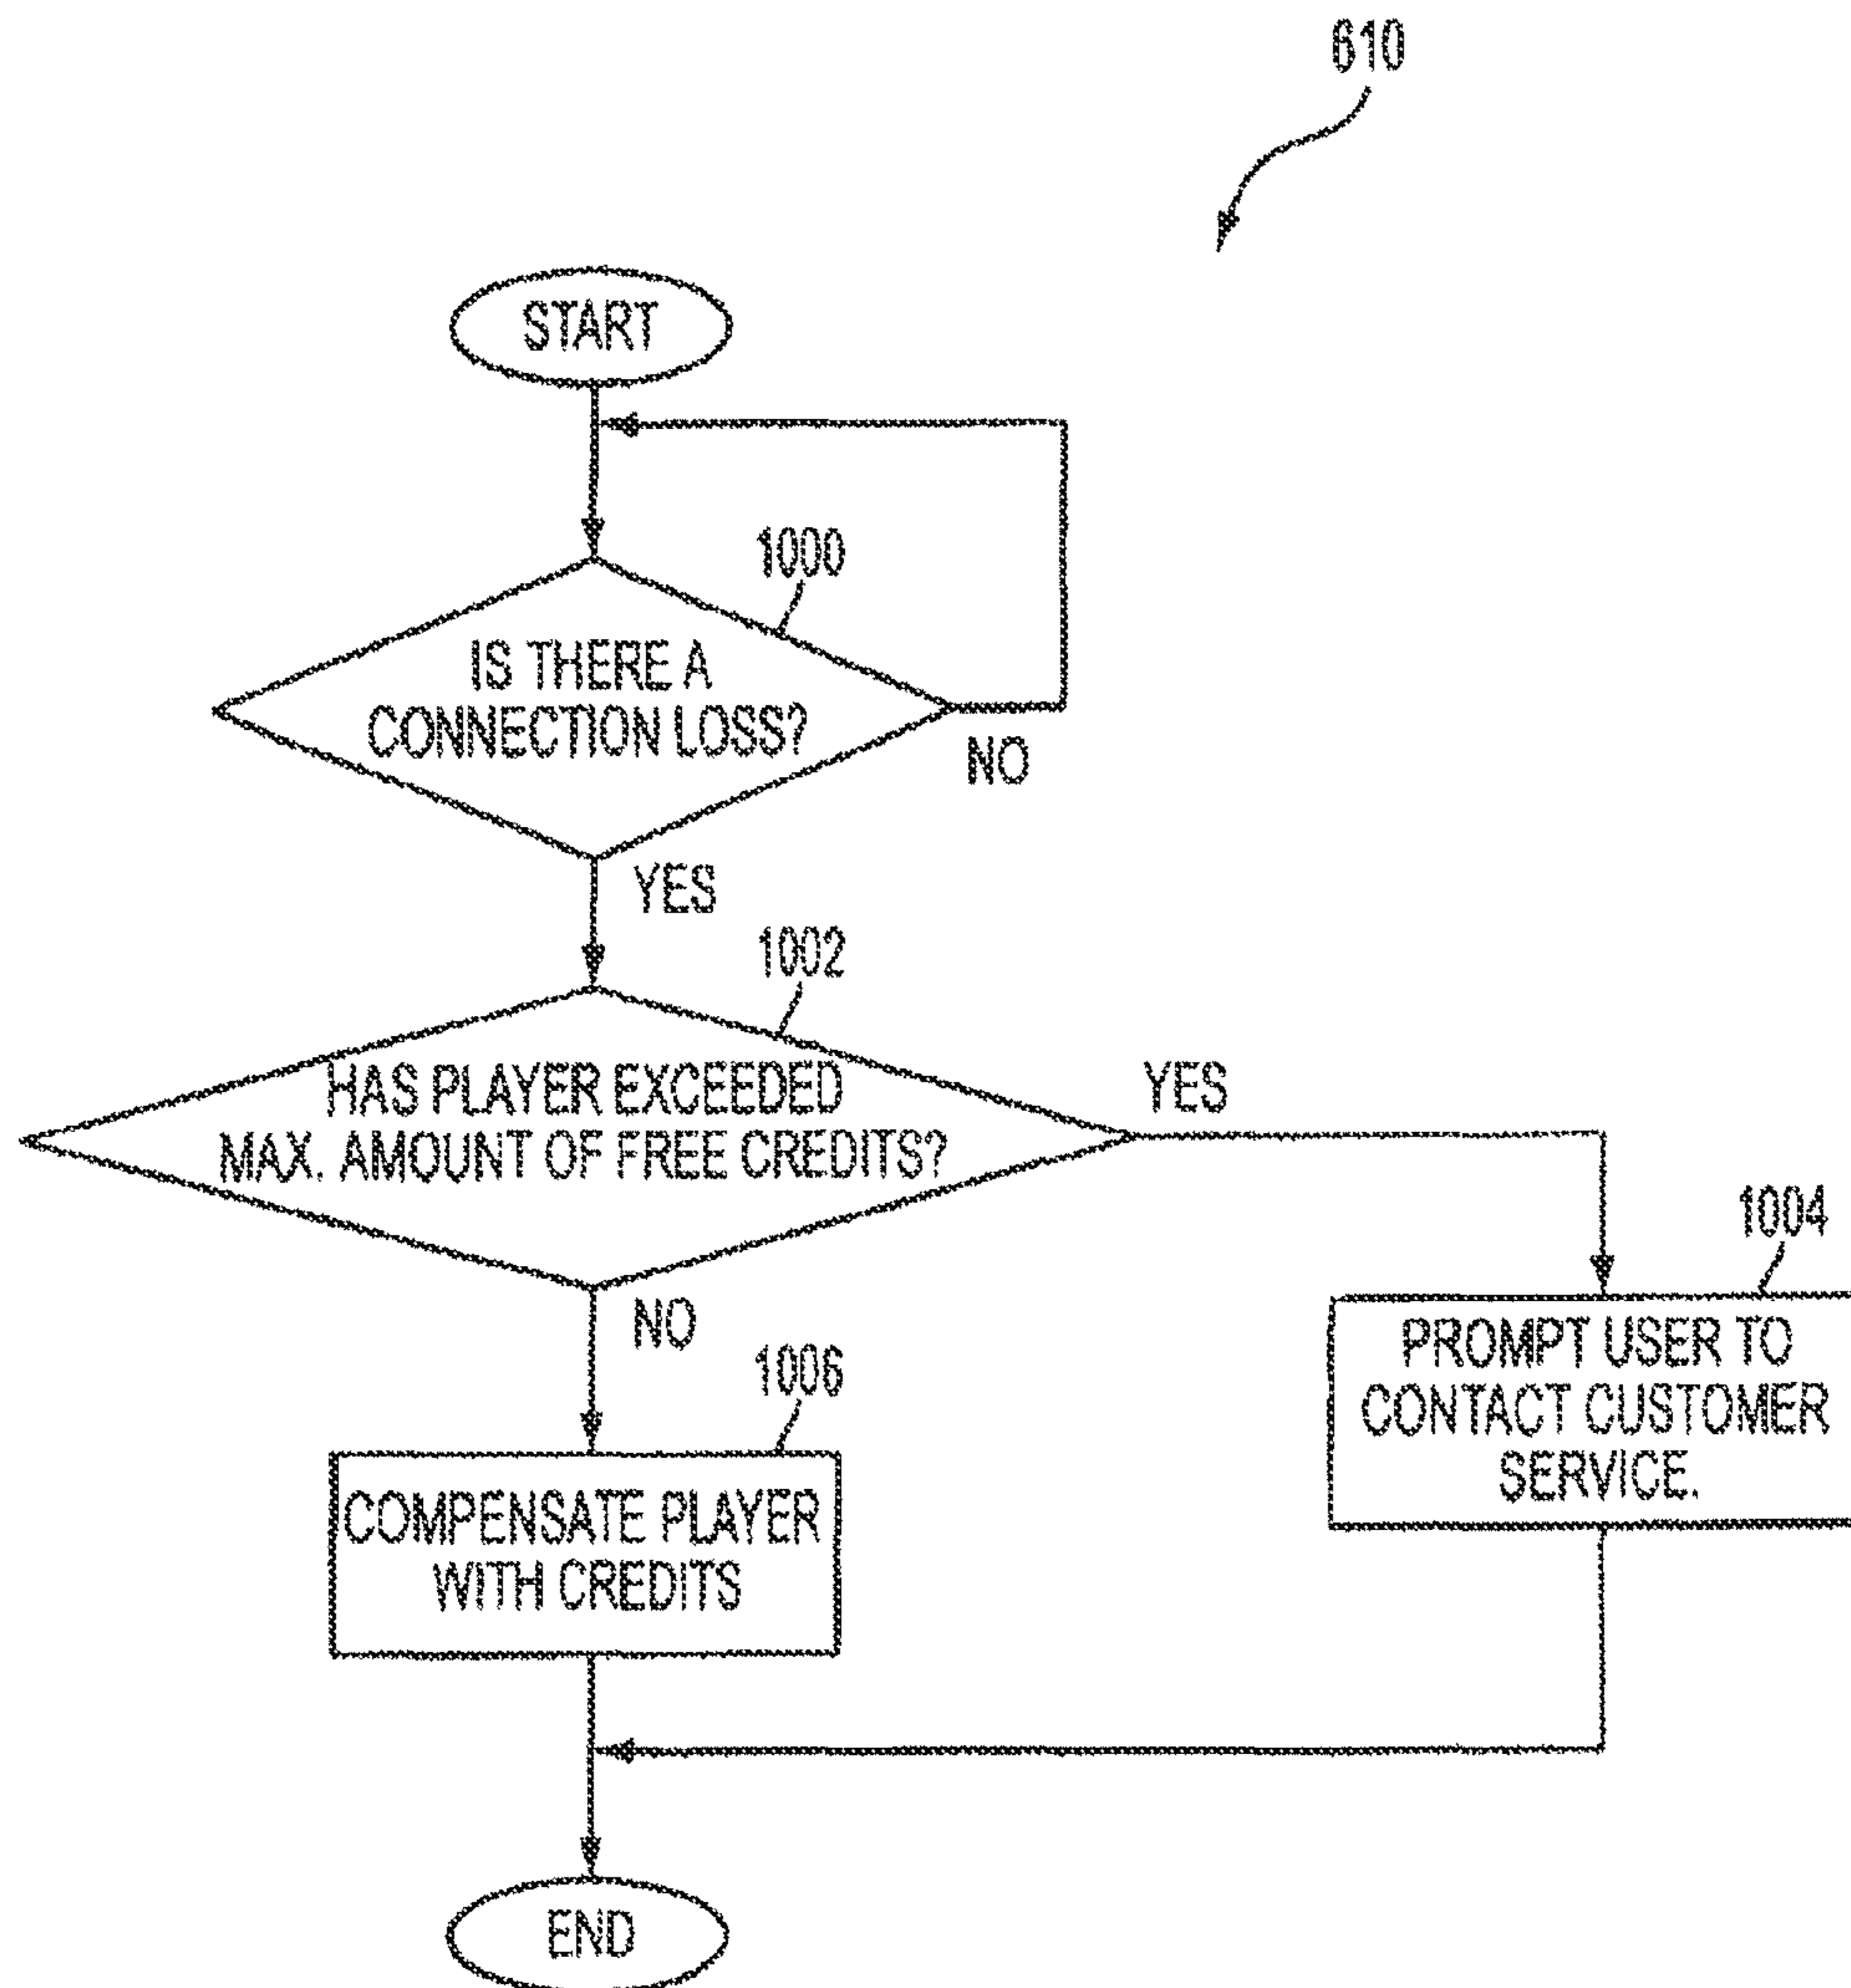 610
START
1000
IS THERE A
CONNECTION LOSS?
NO
YES
1002
HAS PLAYER EXCEEDED
MAX. AMOUNT OF FREE CREDITS?
YES
1004
PROMPT USER TO
CONTACT CUSTOMER
SERVICE.
NO
1006
COMPENSATE PLAYER
WITH CREDITS
END